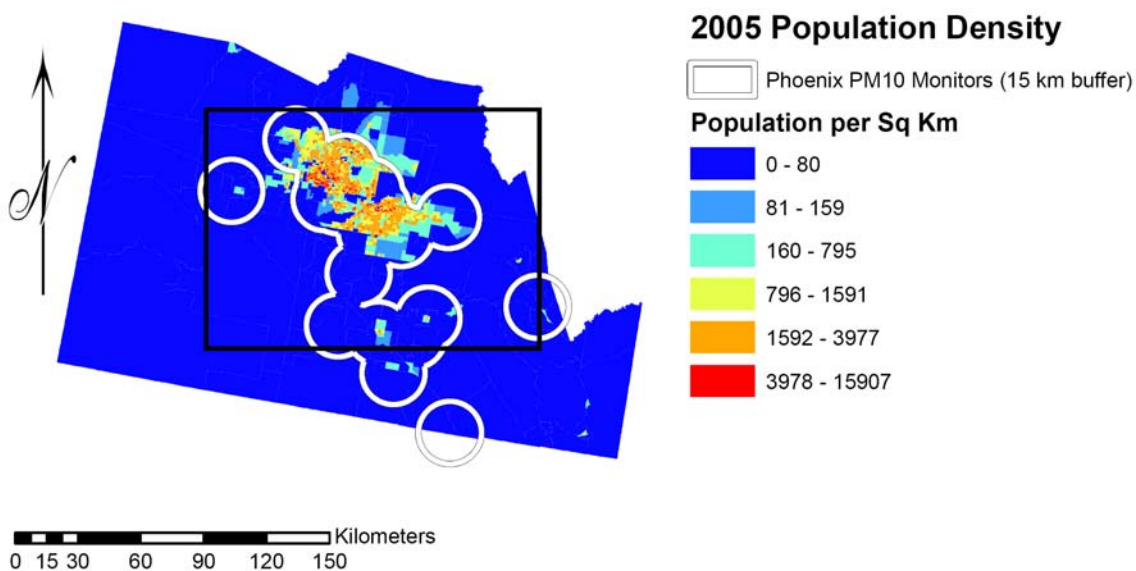 2005 Population Density
Phoenix PM10 Monitors (15 km buffer)
Population per Sq Km
0 - 80
81 - 159
160 - 795
796 - 1591
1592 - 3977
3978 - 15907
N
Kilometers
0 15 30 60 90 120 150